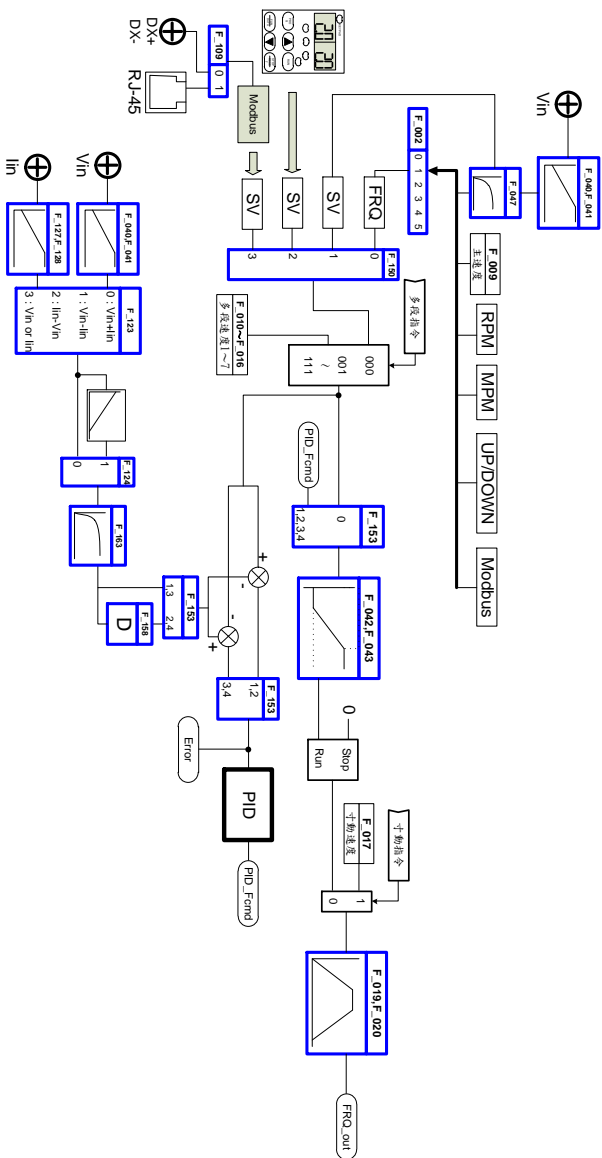 Vin
F_040,F_041
F_047
F_009
主速度
RPM
MPM
UP/DOWN
Modbus
F_002
0 1 2 3 4 5
FRQ
SV
SV
SV
F_150
0
1
2
3
多段指令
000
001
~
111
F_010～F_016
多段速度1～7
PID_Fcmd
F_153
0
1,2,3,4
F_042,F_043
0
Stop
Run
寸動指令
F_017
寸動速度
1
0
F_019,F_020
FRQ_out
Modbus
F_109
0 1
DX+
DX-
RJ-45
+
-
-
+
F_153
1,2
3,4
Error
PID
PID_Fcmd
F_153
1,3
2,4
F_158
D
Vin
Iin
F_040,F_041
F_127,F_128
F_123
0 : Vin+Iin
1 : Vin-Iin
2 : Iin-Vin
3 : Vin or Iin
F_124
1
0
F_163